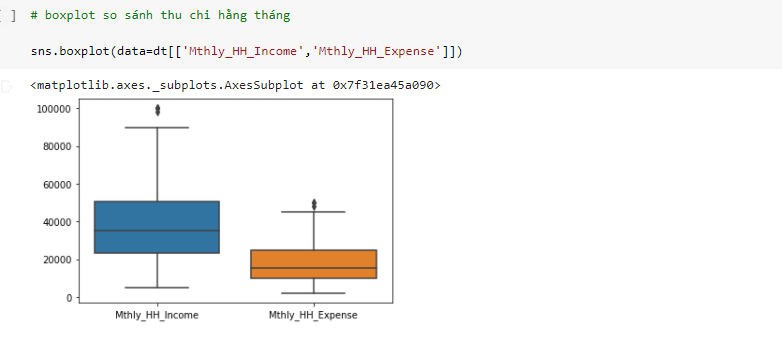 [ ] # boxplot so sánh thu chi hằng tháng
sns.boxplot(data=dt[['Mthly_HH_Income','Mthly_HH_Expense']])
<matplotlib.axes._subplots.AxesSubplot at 0x7f31ea45a090>
100000
80000
60000
40000
20000
0
Mthly_HH_Income Mthly_HH_Expense